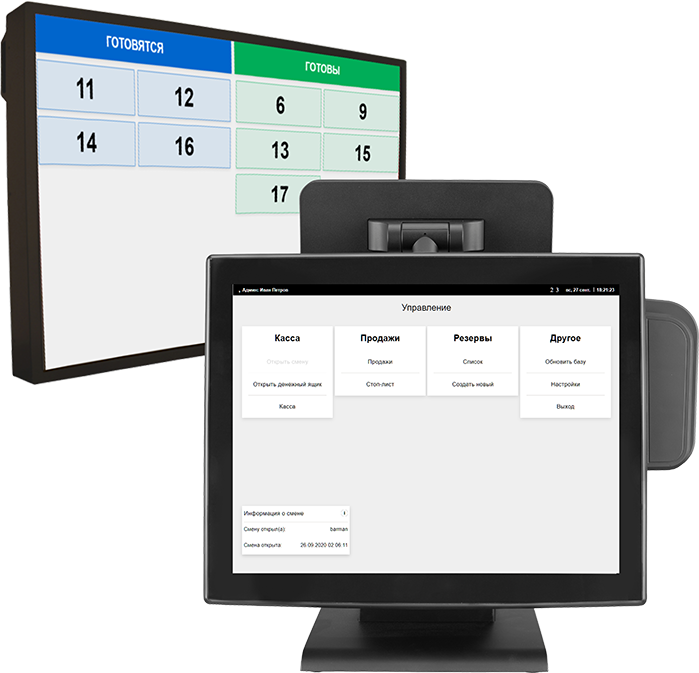 ГОТОВЯТСЯ
ГОТОВЫ
11 12 6 9
14 16 13 15
17
Админ: Иван Петров 2 3 вс, 27 сент. 18:21:23
Управление
Касса Продажи Резервы Другое
Открыть смену Продажи Список Обновить базу
Открыть денежный ящик Стоп-лист Создать новый Настройки
Касса Выход
Информация о смене i
Смену открыл(а) barman
Смена открыта 26.09.2020 02:06:11